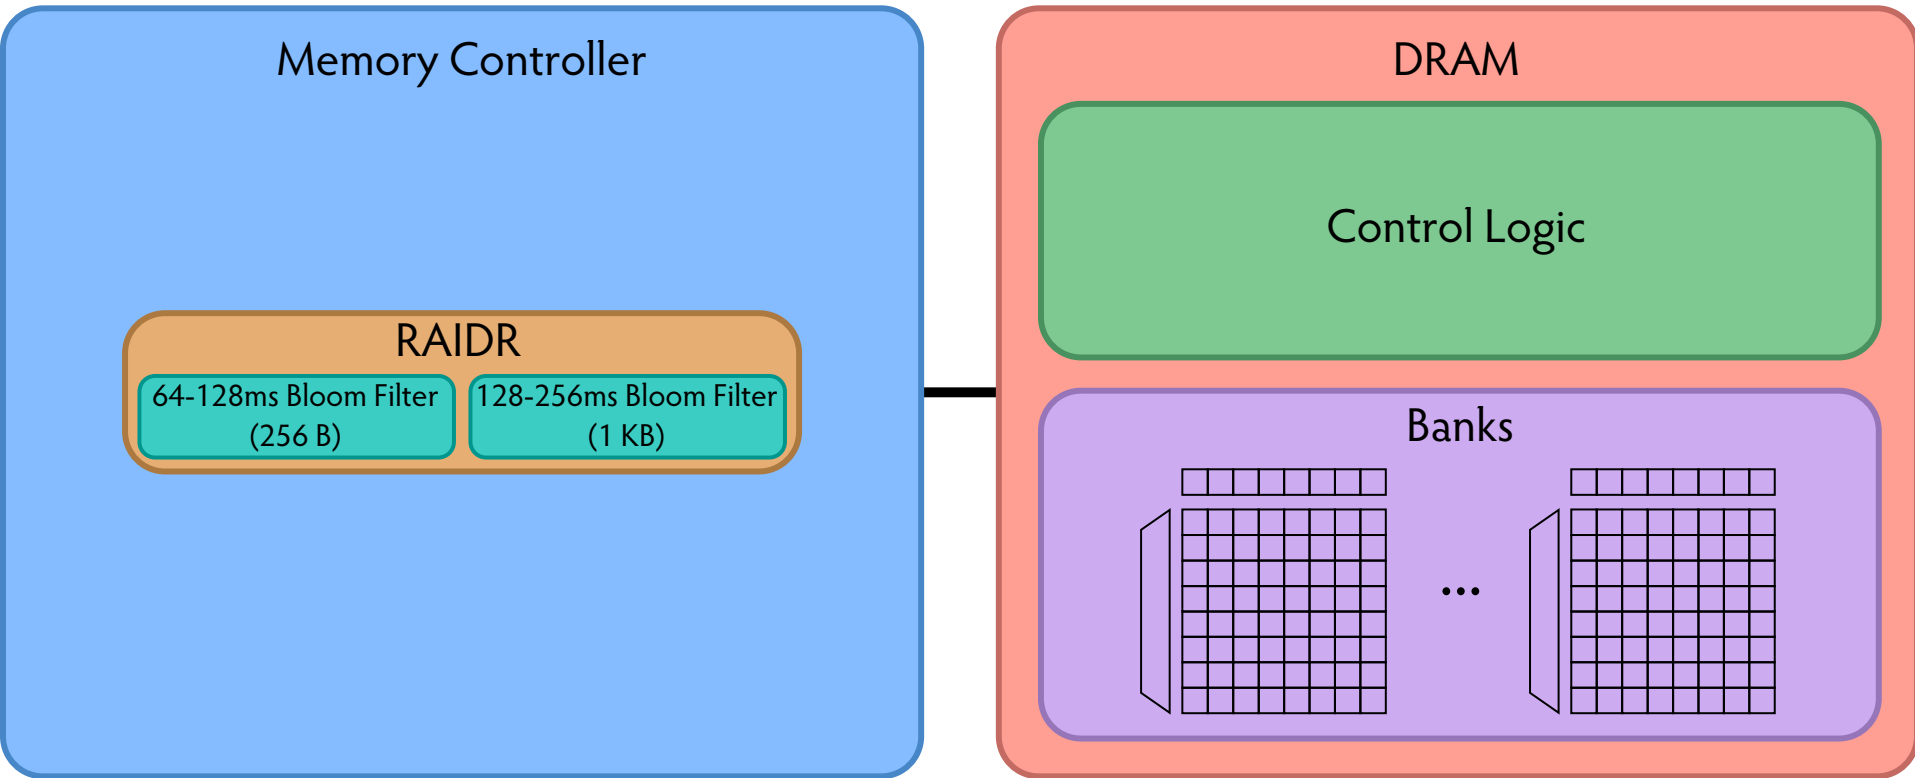 Memory Controller
RAIDR
64-128ms Bloom Filter
(256 B)
128-256ms Bloom Filter
(1 KB)
DRAM
Control Logic
Banks
...